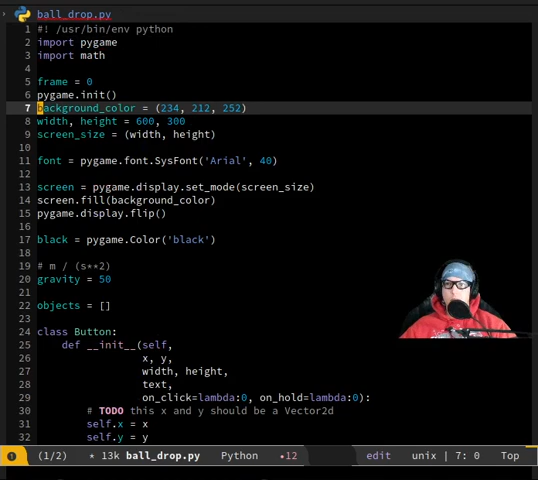 ball_drop.py
1 #! /usr/bin/env python
2 import pygame
3 import math
4
5 frame = 0
6 pygame.init()
7 background_color = (234, 212, 252)
8 width, height = 600, 300
9 screen_size = (width, height)
10
11 font = pygame.font.SysFont('Arial', 40)
12
13 screen = pygame.display.set_mode(screen_size)
14 screen.fill(background_color)
15 pygame.display.flip()
16
17 black = pygame.Color('black')
18
19 # m / (s**2)
20 gravity = 50
21
22 objects = []
23
24 class Button:
25 def __init__(self,
26 x, y,
27 width, height,
28 text,
29 on_click=lambda:0, on_hold=lambda:0):
30 # TODO this x and y should be a Vector2d
31 self.x = x
32 self.y = y
1 (1/2) * 13k ball_drop.py Python •12 edit unix | 7: 0 Top